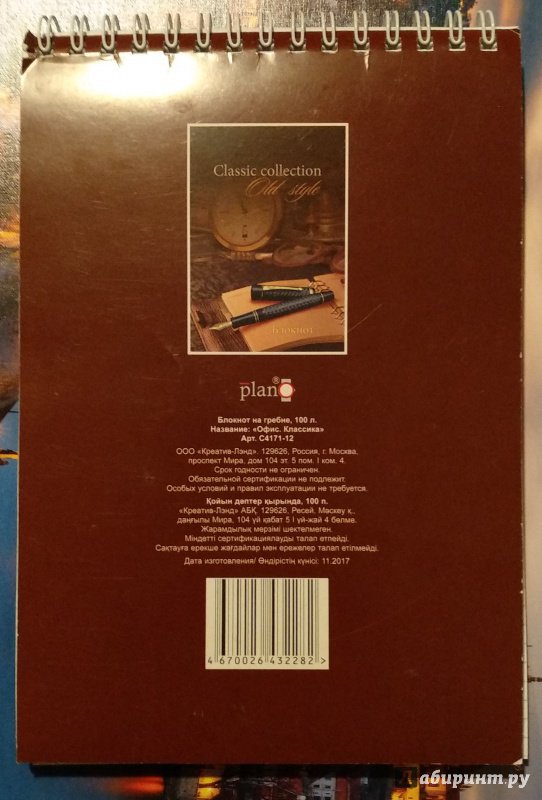 Classic collection
Old style
БЛОКНОТ
plano®
Блокнот на гребне, 100 л.
Название: «Офис. Классика»
Арт. С4171-12
ООО «Креатив-Лэнд». 129626, Россия, г. Москва,
проспект Мира, дом 104 эт. 5 пом. I ком. 4.
Срок годности не ограничен.
Обязательной сертификации не подлежит.
Особых условий и правил эксплуатации не требуется.
Қойын дәптер қырында, 100 п.
«Креатив-Лэнд» АБҚ. 129626, Ресей. Мәскеу қ.,
даңғылы Мира, 104 үй қабат 5 I үй-жай 4 бөлме.
Жарамдылық мерзімі шектелмеген.
Міндетті сертификациялауды талап етпейді.
Сақтауға ерекше жағдайлар мен ережелер талап етілмейді.
Дата изготовления/ Өндірістің күнісі: 11.2017
4 670026 432282 >
абиринт.ру